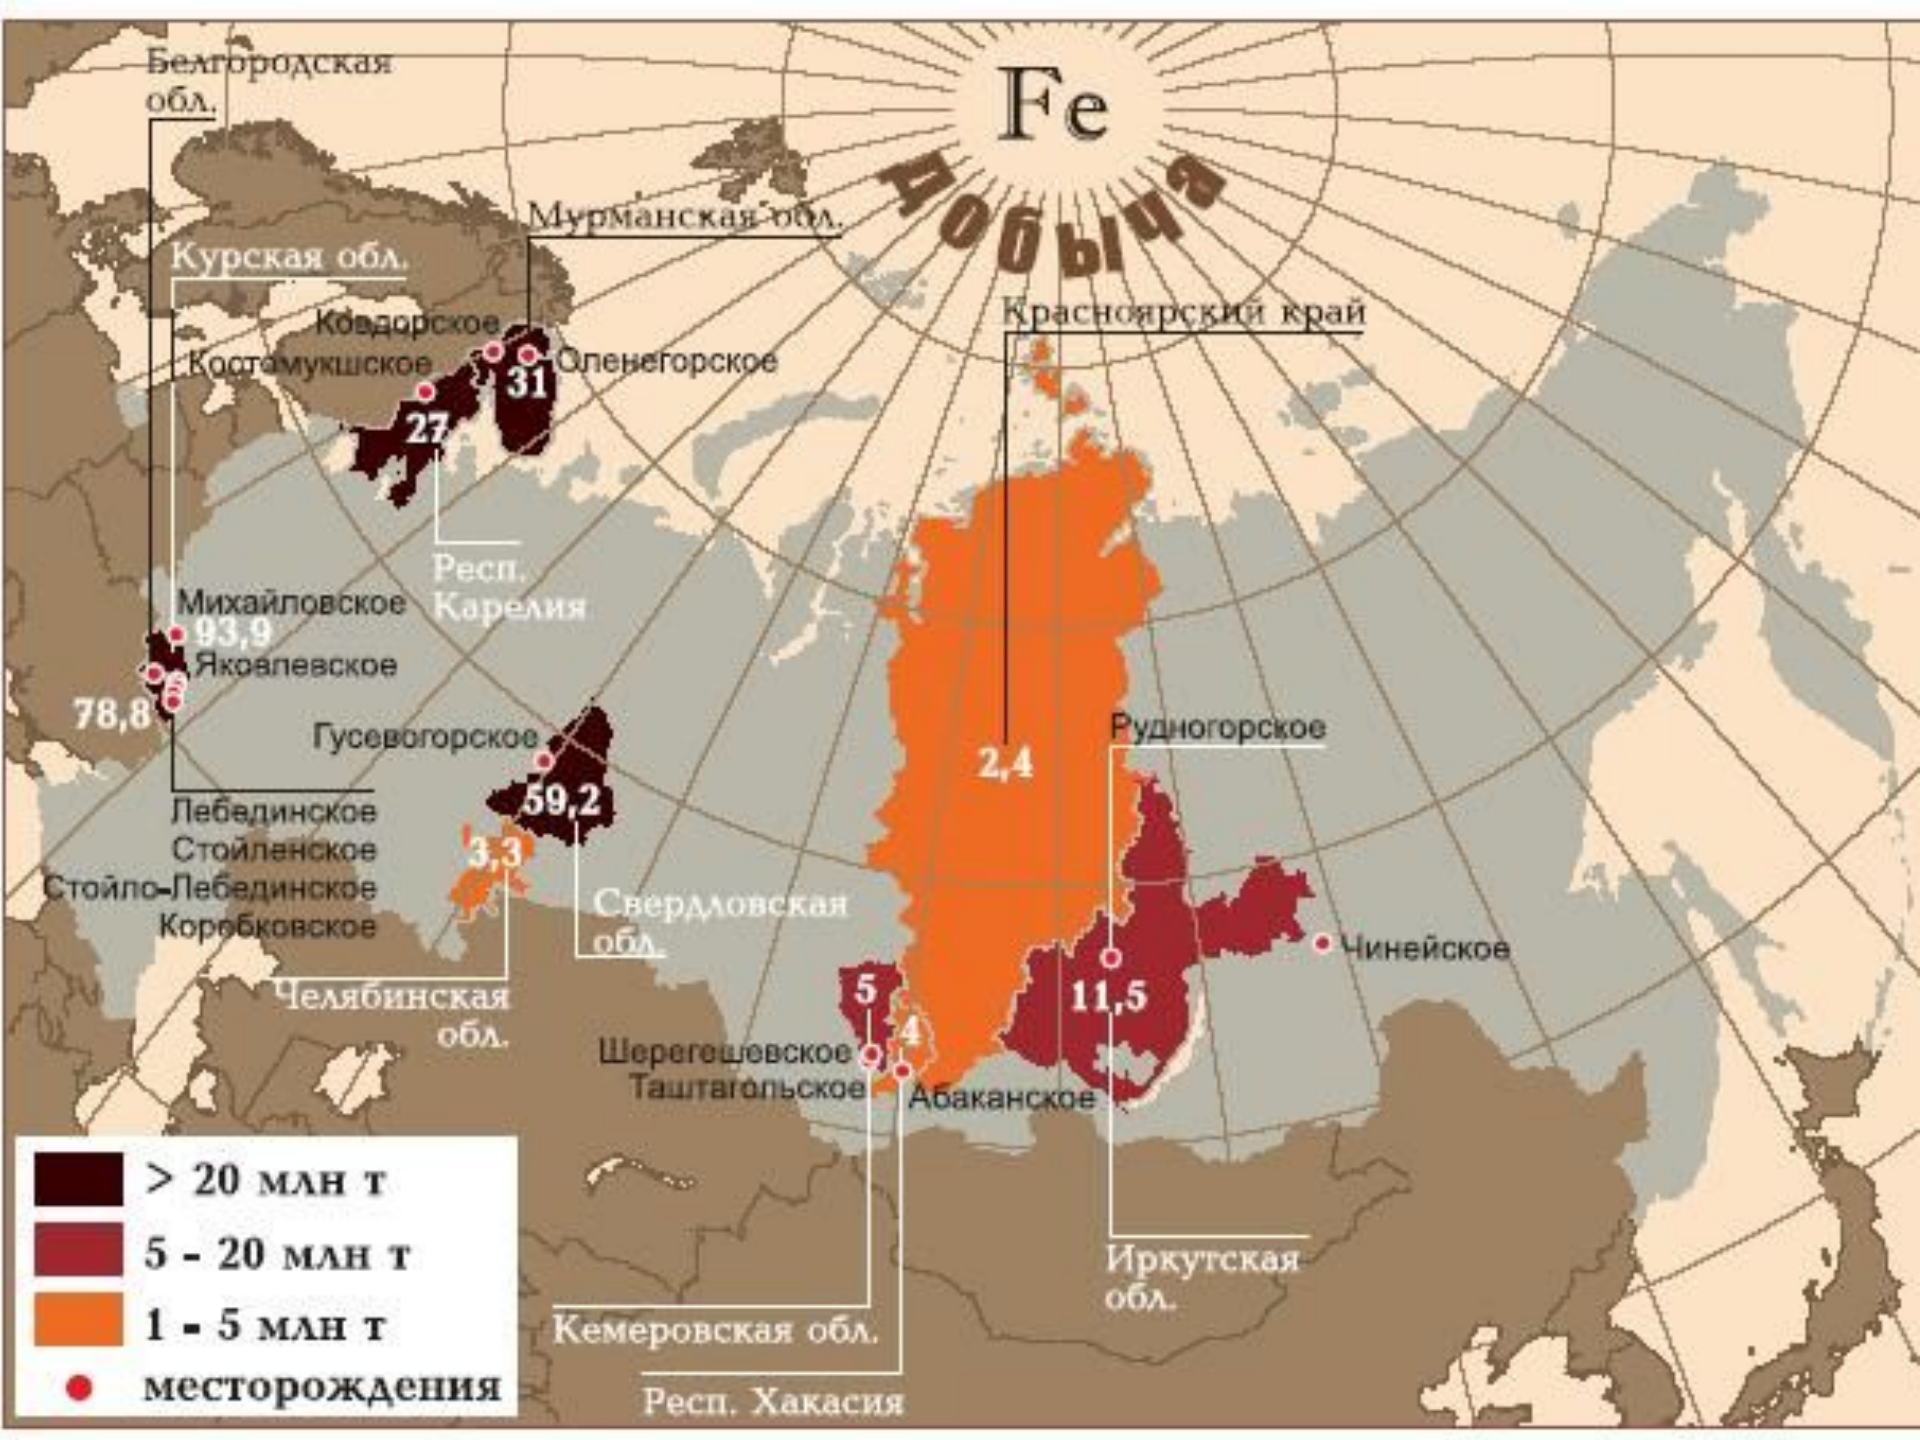 Белгородская
обл.
Fe
добыча
Мурманская обл.
Курская обл.
Красноярский край
Ковдорское
Костомукшское
Оленегорское
31
27
Респ.
Карелия
Михайловское
93,9
Яковлевское
78,8
Гусевогорское
Рудногорское
2,4
59,2
Лебединское
Стойленское
3,3
Стойло-Лебединское
Коробковское
Свердловская
обл.
Чинейское
Челябинская
обл.
5
11,5
4
Шерегешевское
Таштагольское
Абаканское
> 20 млн т
5 - 20 млн т
1 - 5 млн т
месторождения
Иркутская
обл.
Кемеровская обл.
Респ. Хакасия